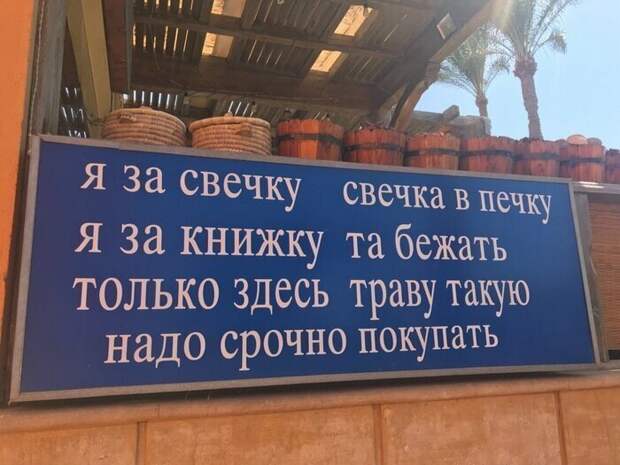 я за свечку свечка в печку
я за книжку та бежать
только здесь траву такую
надо срочно покупать